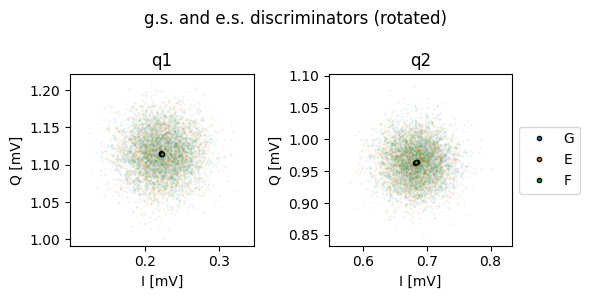 g.s. and e.s. discriminators (rotated)
q1
q2
Q [mV]
1.20
1.15
1.10
1.05
1.00
0.2
0.3
I [mV]
Q [mV]
1.10
1.05
1.00
0.95
0.90
0.85
0.6
0.7
0.8
I [mV]
G
E
F